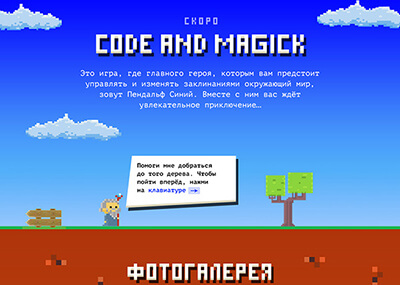 СКОРО
CODE AND MAGICK
Это игра, где главного героя, которым вам предстоит
управлять и изменять заклинаниями окружающий мир,
зовут Пендальф Синий. Вместе с ним вас ждёт
увлекательное приключение…
Помоги мне добраться
до того дерева. Чтобы
пойти вперёд, нажми
на клавиатуре →
ФОТОГАЛЕРЕЯ